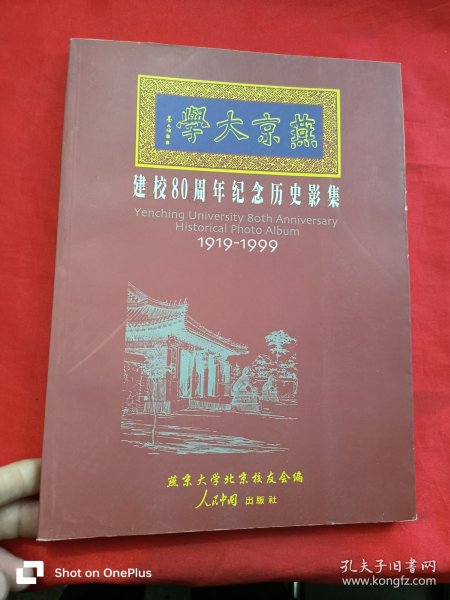 學大京燕
建校80周年纪念历史影集
Yenching University 80th Anniversary
Historical Photo Album
1919-1999
燕京大学北京校友会编
人民中国 出版社
Shot on OnePlus
孔夫子旧书网
www.kongfz.com